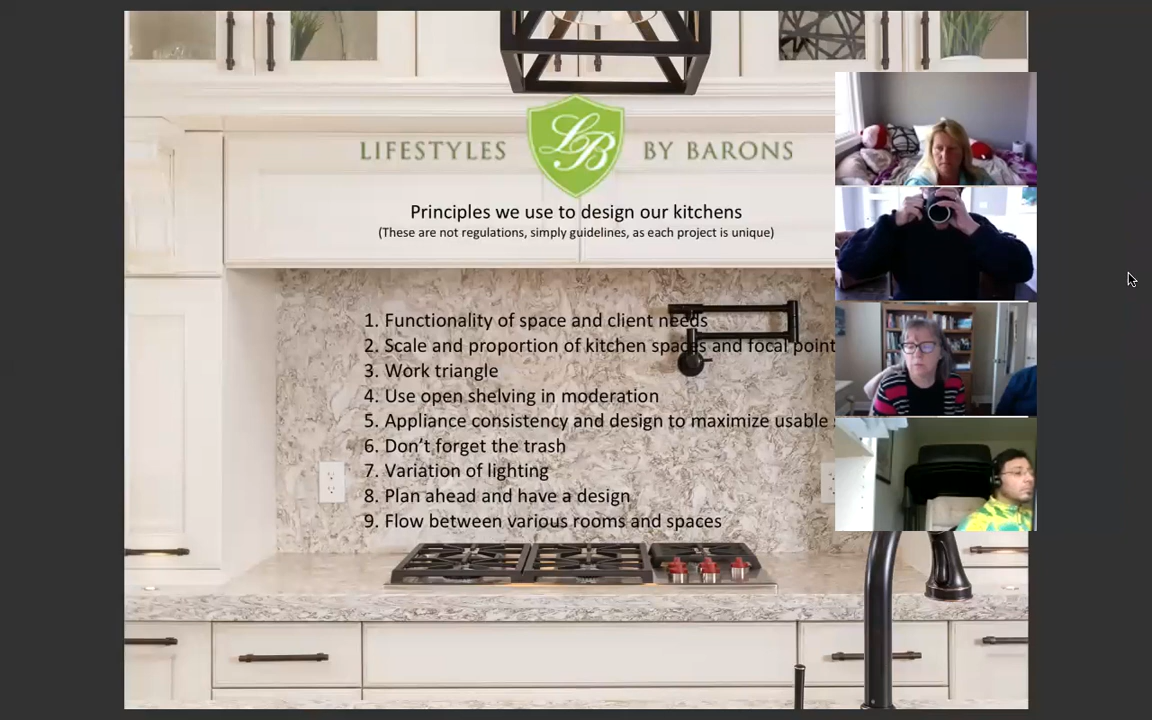 LIFESTYLES LB BY BARONS
Principles we use to design our kitchens
(These are not regulations, simply guidelines, as each project is unique)
1. Functionality of space and client needs
2. Scale and proportion of kitchen spaces and focal point
3. Work triangle
4. Use open shelving in moderation
5. Appliance consistency and design to maximize usable
6. Don't forget the trash
7. Variation of lighting
8. Plan ahead and have a design
9. Flow between various rooms and spaces